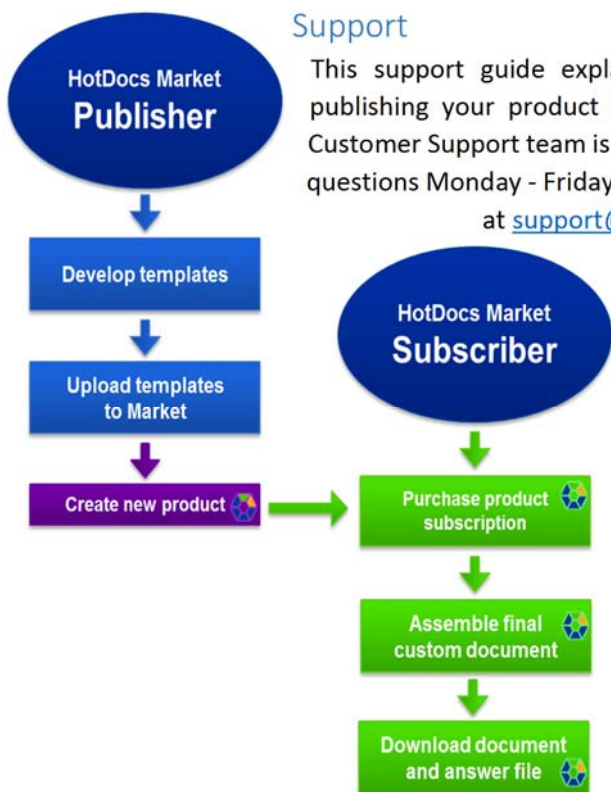 Support
This support guide
publishing your product
Customer Support team is
questions Monday - Friday
at support@
HotDocs Market
Publisher
Develop templates
Upload templates
to Market
Create new product
HotDocs Market
Subscriber
Purchase product
subscription
Assemble final
custom document
Download document
and answer file